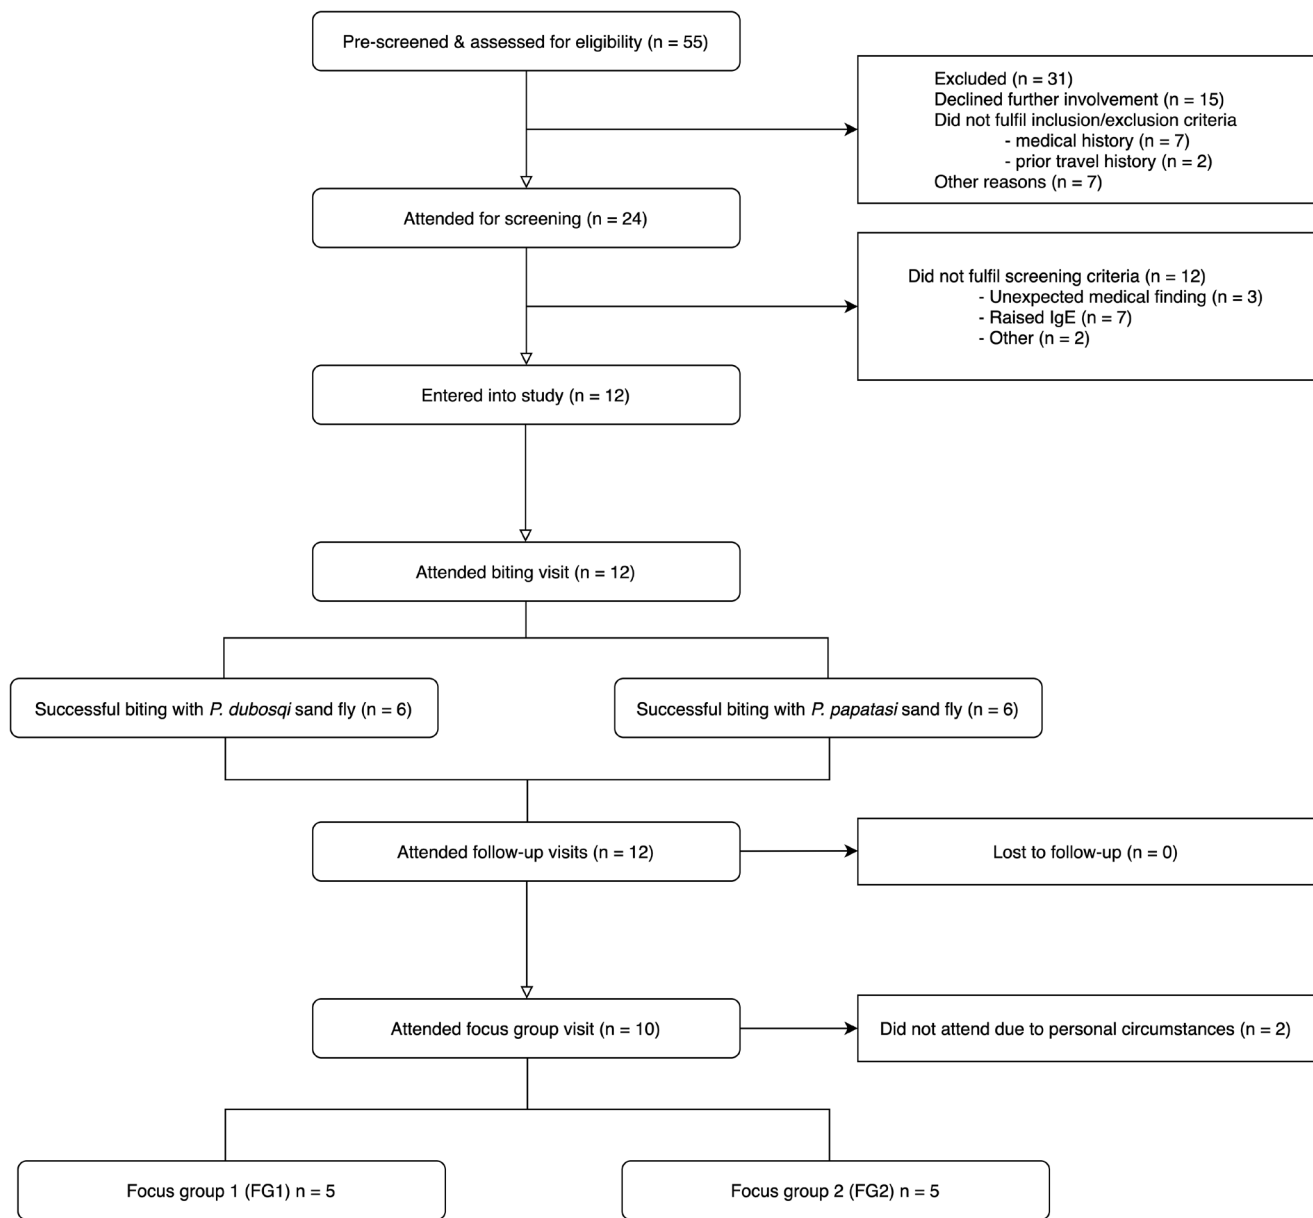 Pre-screened & assessed for eligibility (n = 55)
Excluded (n = 31)
Declined further involvement (n = 15)
Did not fulfil inclusion/exclusion criteria
- medical history (n = 7)
- prior travel history (n = 2)
Other reasons (n = 7)
Attended for screening (n = 24)
Did not fulfil screening criteria (n = 12)
- Unexpected medical finding (n = 3)
- Raised IgE (n = 7)
- Other (n = 2)
Entered into study (n = 12)
Attended biting visit (n = 12)
Successful biting with P. dubosqi sand fly (n = 6)
Successful biting with P. papatasi sand fly (n = 6)
Attended follow-up visits (n = 12)
Lost to follow-up (n = 0)
Attended focus group visit (n = 10)
Did not attend due to personal circumstances (n = 2)
Focus group 1 (FG1) n = 5
Focus group 2 (FG2) n = 5